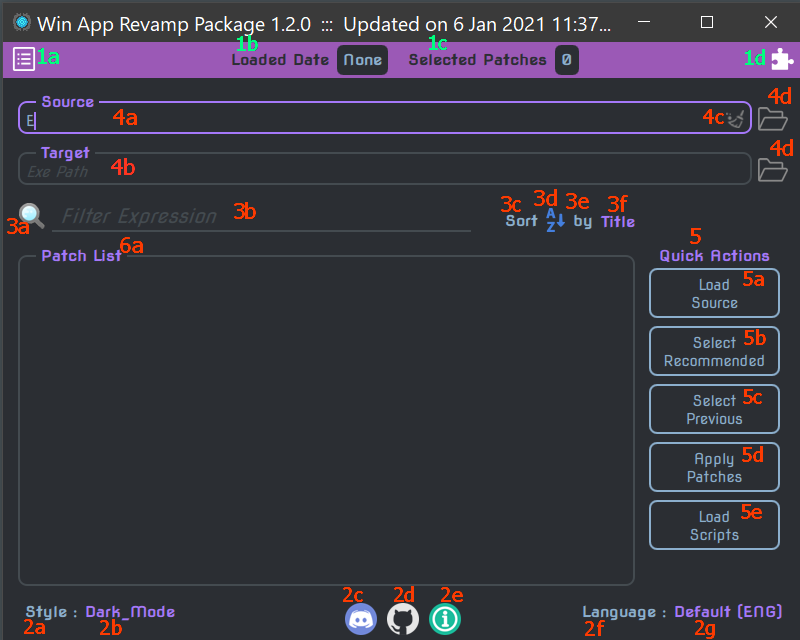 Win App Revamp Package 1.2.0 ::: Updated on 6 Jan 2021 11:37...
1a 1b 1c 1d
Loaded Date None Selected Patches 0
Source 4d
E 4a 4c
Target 4d
Exe Path 4b
3a Filter Expression 3b
3c 3d 3e 3f
Sort A Z by Title
6a 5
Patch List Quick Actions
Load 5a
Source
Select 5b
Recommended
Select 5c
Previous
Apply 5d
Patches
Load 5e
Scripts
2c 2d 2e
Style : Dark_Mode Language : Default (ENG)
2a 2b 2f 2g